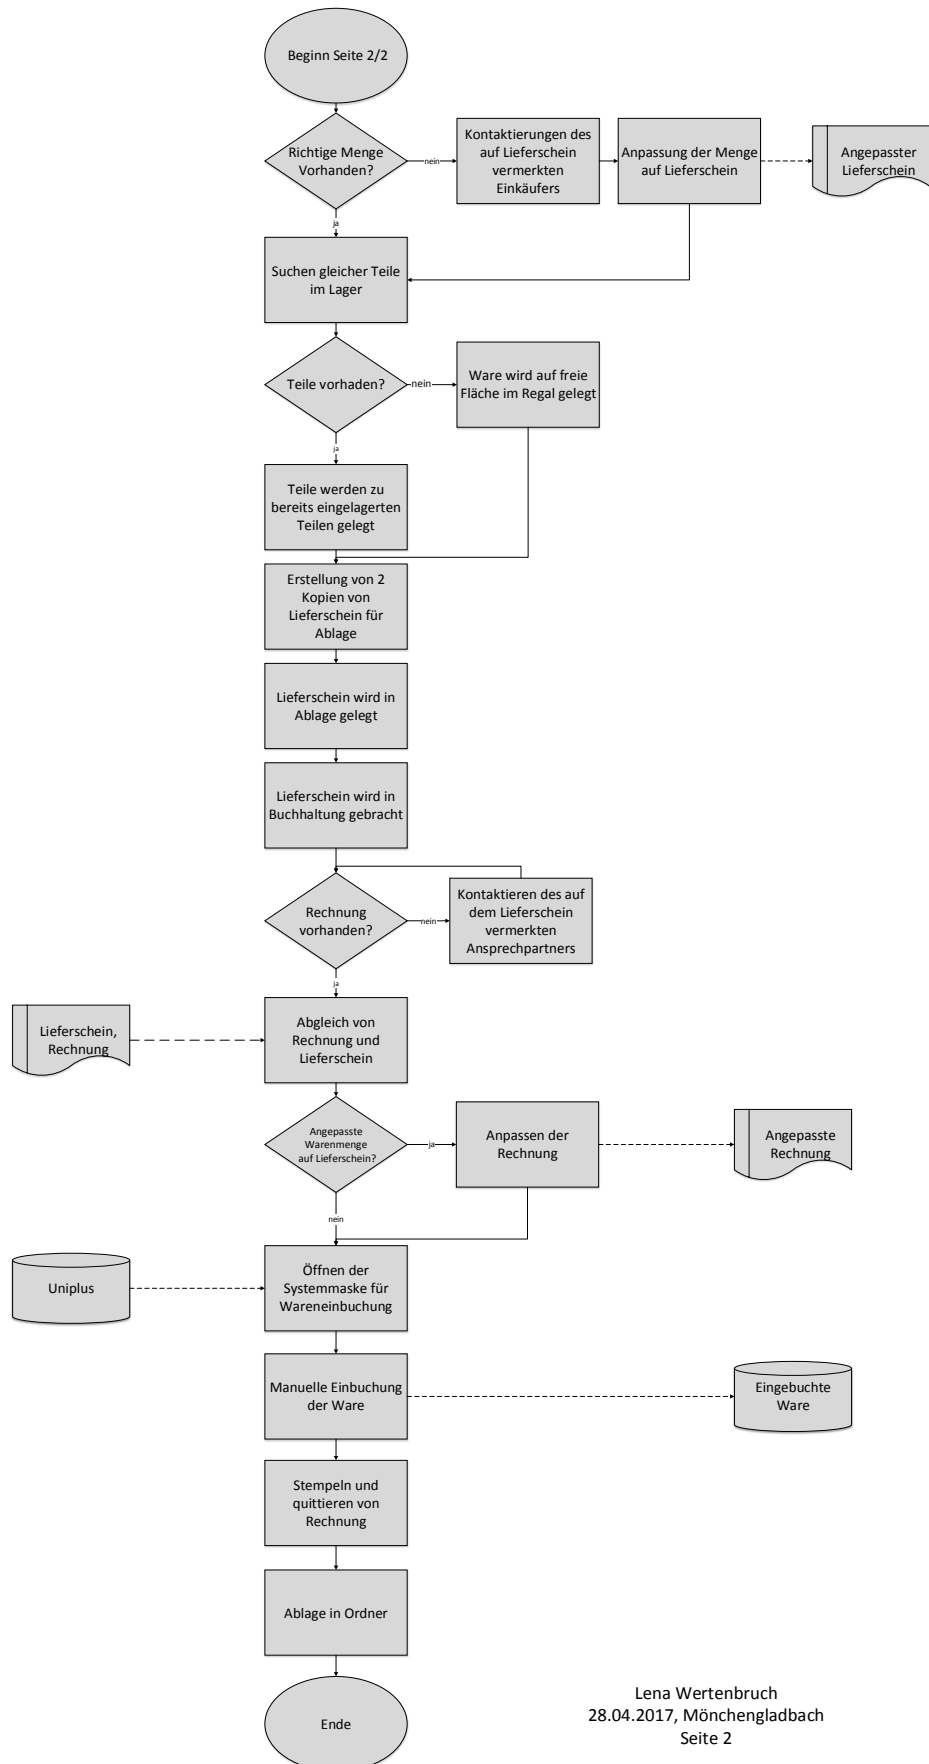 Beginn Seite 2/2
Richtige Menge
Vorhanden?
nein
Kontaktierungen des
auf Lieferschein
vermerkten
Einkäufers
Anpassung der Menge
auf Lieferschein
Angepasster
Lieferschein
ja
Suchen gleicher Teile
im Lager
Teile vorhaden?
nein
Ware wird auf freie
Fläche im Regal gelegt
ja
Teile werden zu
bereits eingelagerten
Teilen gelegt
Erstellung von 2
Kopien von
Lieferschein für
Ablage
Lieferschein wird in
Ablage gelegt
Lieferschein wird in
Buchhaltung gebracht
Rechnung
vorhanden?
nein
Kontaktieren des auf
dem Lieferschein
vermerkten
Ansprechpartners
ja
Lieferschein,
Rechnung
Abgleich von
Rechnung und
Lieferschein
Angepasste
Warenmenge
auf Lieferschein?
ja
Anpassen der
Rechnung
Angepasste
Rechnung
nein
Uniplus
Öffnen der
Systemmaske für
Wareneinbuchung
Manuelle Einbuchung
der Ware
Eingebuchte
Ware
Stempeln und
quittieren von
Rechnung
Ablage in Ordner
Ende
Lena Wertenbruch
28.04.2017, Mönchengladbach
Seite 2